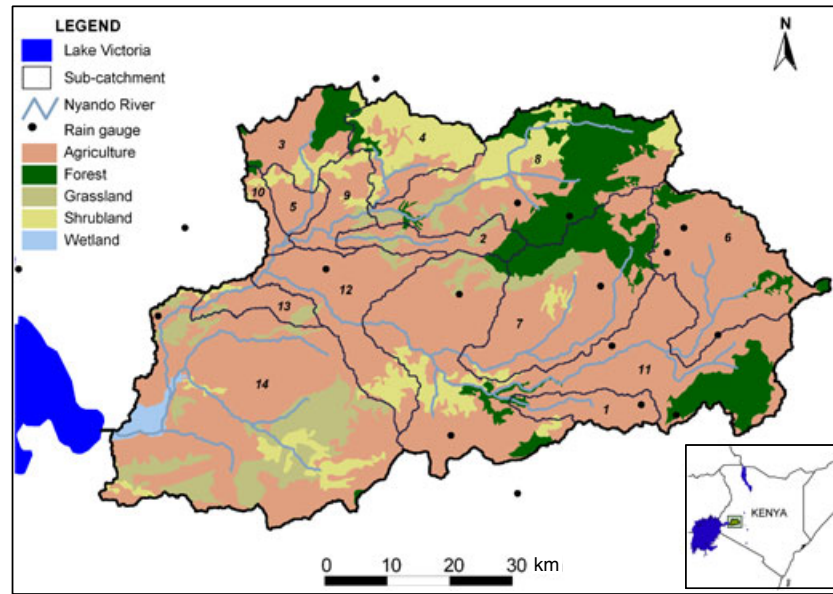 LEGEND
Lake Victoria
Sub-catchment
Nyando River
Rain gauge
Agriculture
Forest
Grassland
Shrubland
Wetland
N
3
4
8
10
5
9
2
6
12
13
7
14
11
1
KENYA
0 10 20 30 km